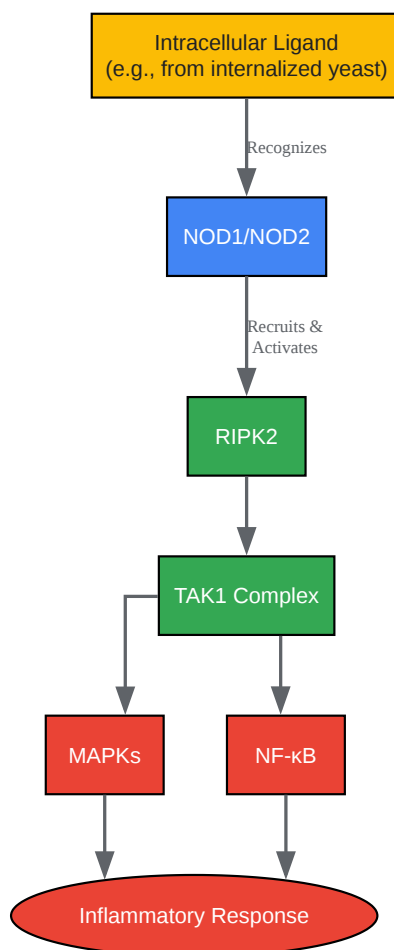 Intracellular Ligand
(e.g., from internalized yeast)
Recognizes
NOD1/NOD2
Recruits &
Activates
RIPK2
TAK1 Complex
MAPKs
NF-κB
Inflammatory Response